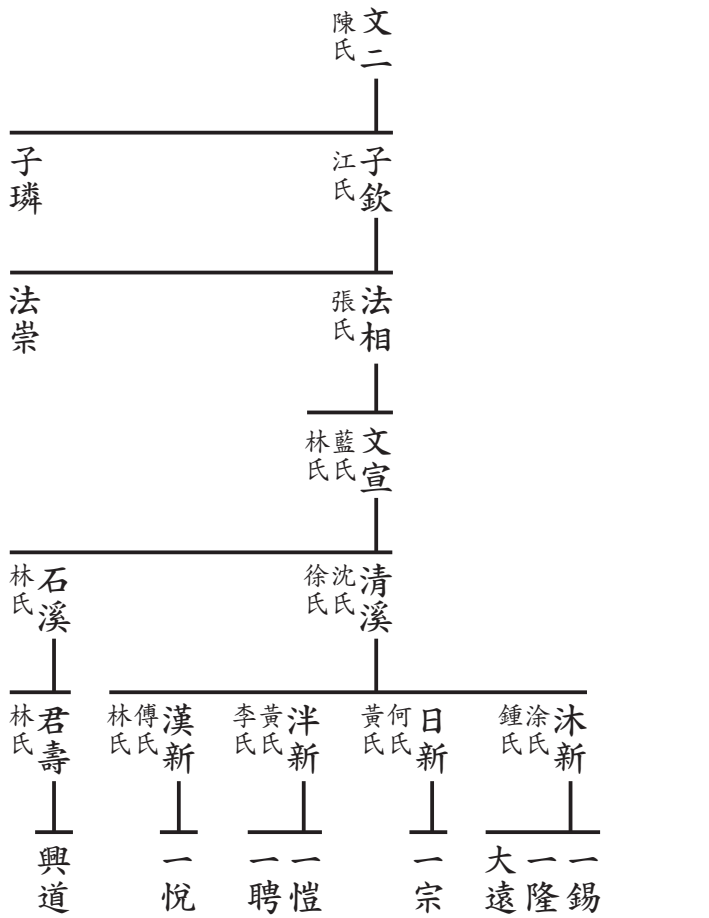 文二
陳氏
子欽
江氏
子璘
法相
張氏
法崇
文宣
藍氏
林氏
清溪
沈氏
徐氏
石溪
林氏
沐新
涂氏
鍾氏
日新
何氏
黃氏
泮新
黃氏
李氏
漢新
傅氏
林氏
君壽
林氏
一錫
一隆
大遠
一宗
一愷
一聘
一悅
興道